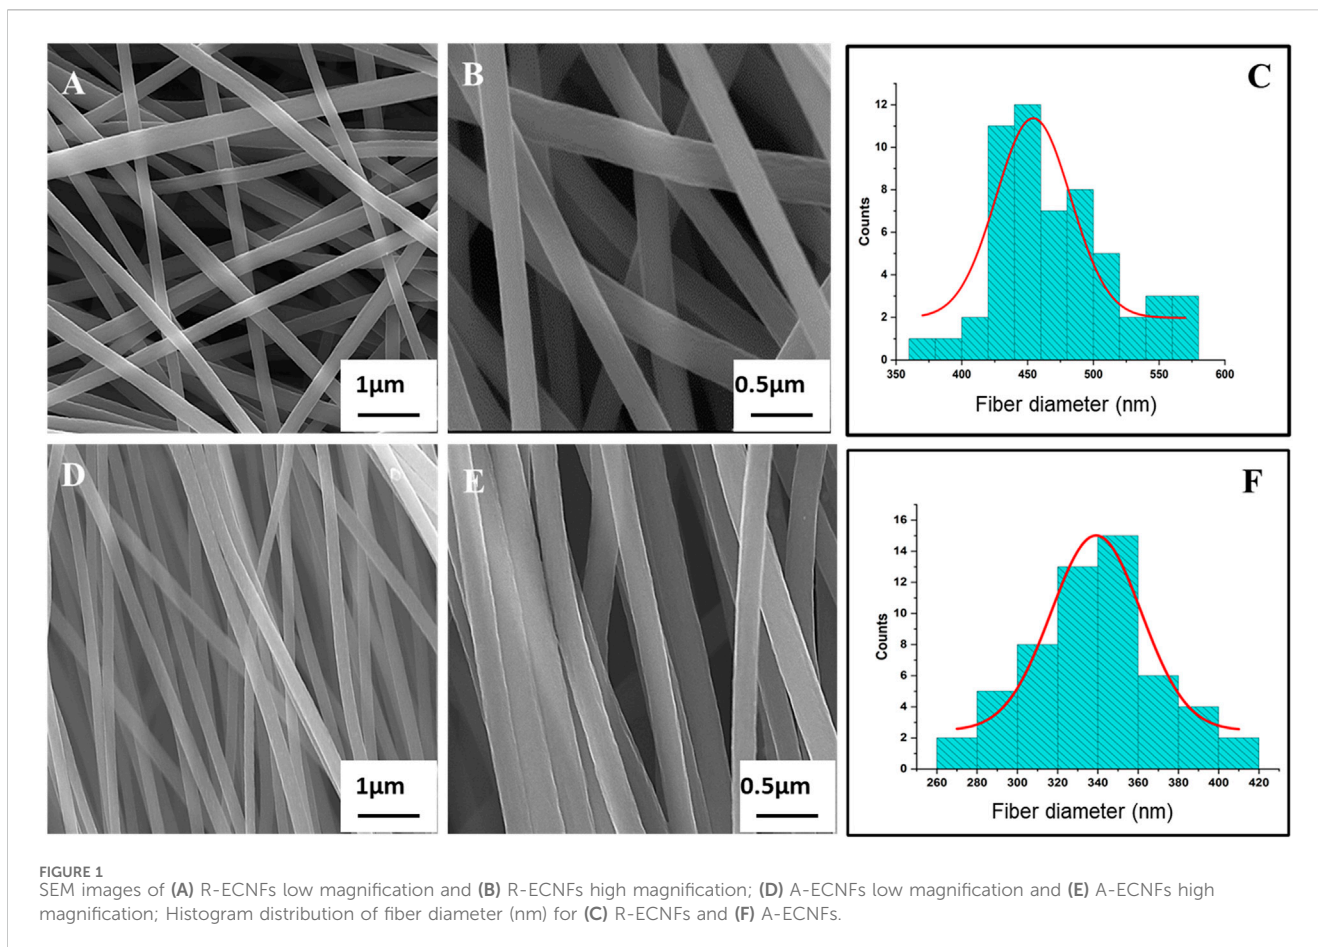 A
1μm
B
0.5μm
C
12
10
8
6
4
2
0
Counts
350 400 450 500 550 600
Fiber diameter (nm)
D
1μm
E
0.5μm
F
16
14
12
10
8
6
4
2
0
Counts
260 280 300 320 340 360 380 400 420
Fiber diameter (nm)
FIGURE 1
SEM images of (A) R-ECNFs low magnification and (B) R-ECNFs high magnification; (D) A-ECNFs low magnification and (E) A-ECNFs high
magnification; Histogram distribution of fiber diameter (nm) for (C) R-ECNFs and (F) A-ECNFs.